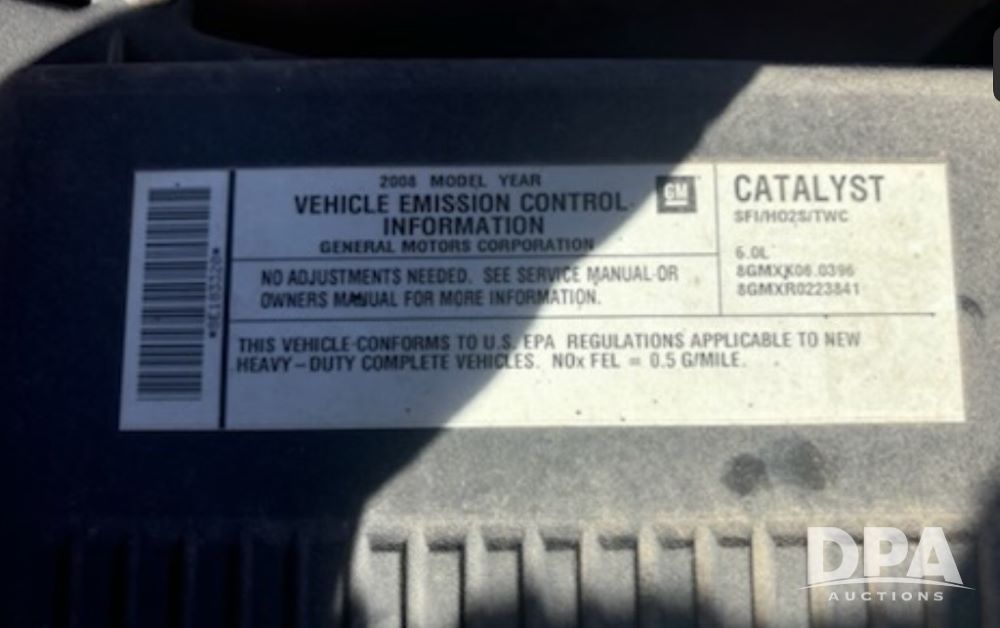 2008 MODEL YEAR
VEHICLE EMISSION CONTROL
INFORMATION
GENERAL MOTORS CORPORATION
GM
NO ADJUSTMENTS NEEDED. SEE SERVICE MANUAL OR
OWNERS MANUAL FOR MORE INFORMATION.
CATALYST
SFI/HO2S/TWC
6.0L
8GMXK06.0396
8GMXR0223841
THIS VEHICLE CONFORMS TO U.S. EPA REGULATIONS APPLICABLE TO NEW
HEAVY-DUTY COMPLETE VEHICLES. NOx FEL = 0.5 G/MILE.
DPA
AUCTIONS